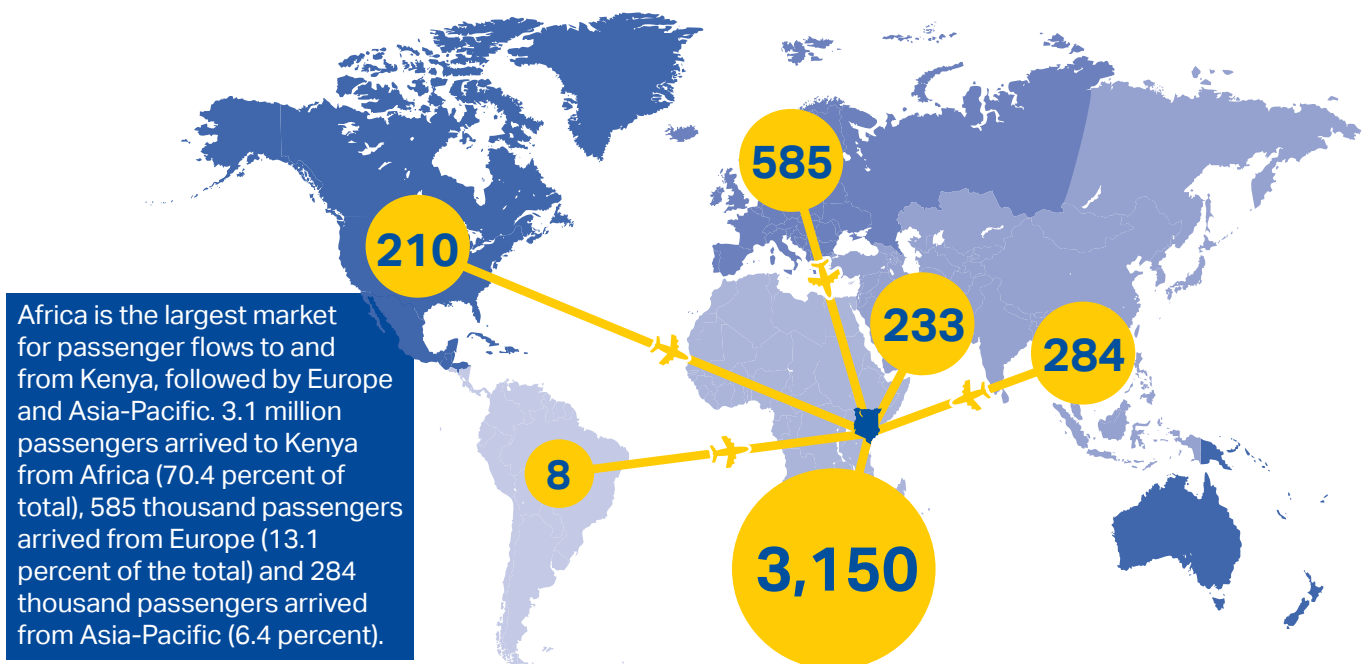 585
210
233
284
Africa is the largest market
for passenger flows to and
from Kenya, followed by Europe
and Asia-Pacific. 3.1 million
passengers arrived to Kenya
from Africa (70.4 percent of
total), 585 thousand passengers
arrived from Europe (13.1
percent of the total) and 284
thousand passengers arrived
from Asia-Pacific (6.4 percent).
8
3,150